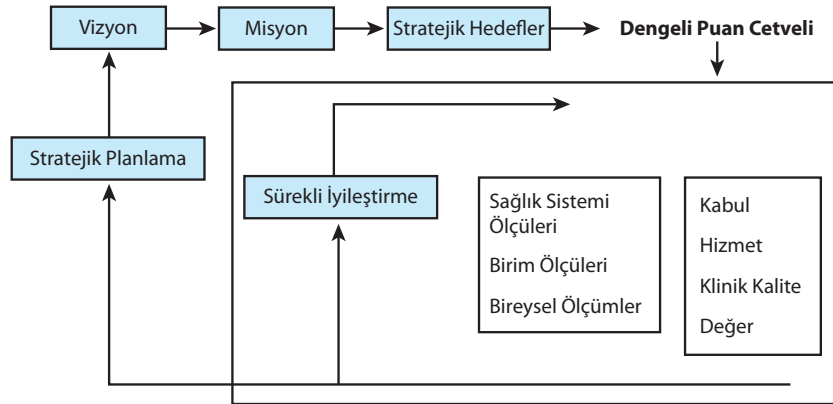 Vizyon
Misyon
Stratejik Hedefler
Dengeli Puan Cetveli
Stratejik Planlama
Sürekli İyileştirme
Sağlık Sistemi
Ölçüleri
Birim Ölçüleri
Bireysel Ölçümler
Kabul
Hizmet
Klinik Kalite
Değer